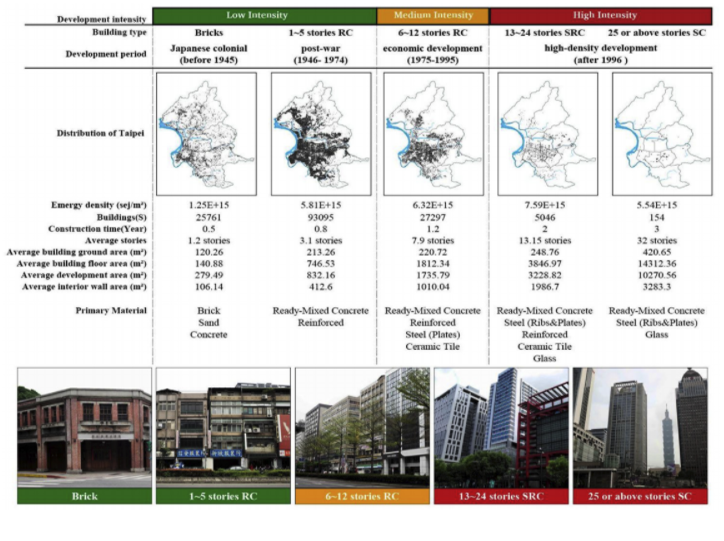 Development intensity Low Intensity Medium Intensity High Intensity
Building type Bricks 1~5 stories RC 6~12 stories RC 13~24 stories SRC 25 or above stories SC
Development period Japanese colonial post-war economic development high-density development
(before 1945) (1946- 1974) (1975-1995) (after 1996 )
Distribution of Taipei
Emergy density (sej/m²) 1.25E+15 5.81E+15 6.32E+15 7.59E+15 5.54E+15
Buildings(S) 25761 93095 27297 5046 154
Construction time(Year) 0.5 0.8 1.2 2 3
Average stories 1.2 stories 3.1 stories 7.9 stories 13.15 stories 32 stories
Average building ground area (m²) 120.26 213.26 220.72 248.76 420.65
Average building floor area (m²) 140.88 746.53 1812.34 3846.97 14312.36
Average development area (m²) 279.49 832.16 1735.79 3228.82 10270.56
Average interior wall area (m²) 106.14 412.6 1010.04 1986.7 3283.3
Primary Material Brick Ready-Mixed Concrete Ready-Mixed Concrete Ready-Mixed Concrete Ready-Mixed Concrete
Sand Reinforced Reinforced Steel (Ribs&Plates) Steel (Ribs&Plates)
Concrete Steel (Plates) Reinforced Glass
Ceramic Tile Ceramic Tile
Glass
Brick 1~5 stories RC 6~12 stories RC 13~24 stories SRC 25 or above stories SC